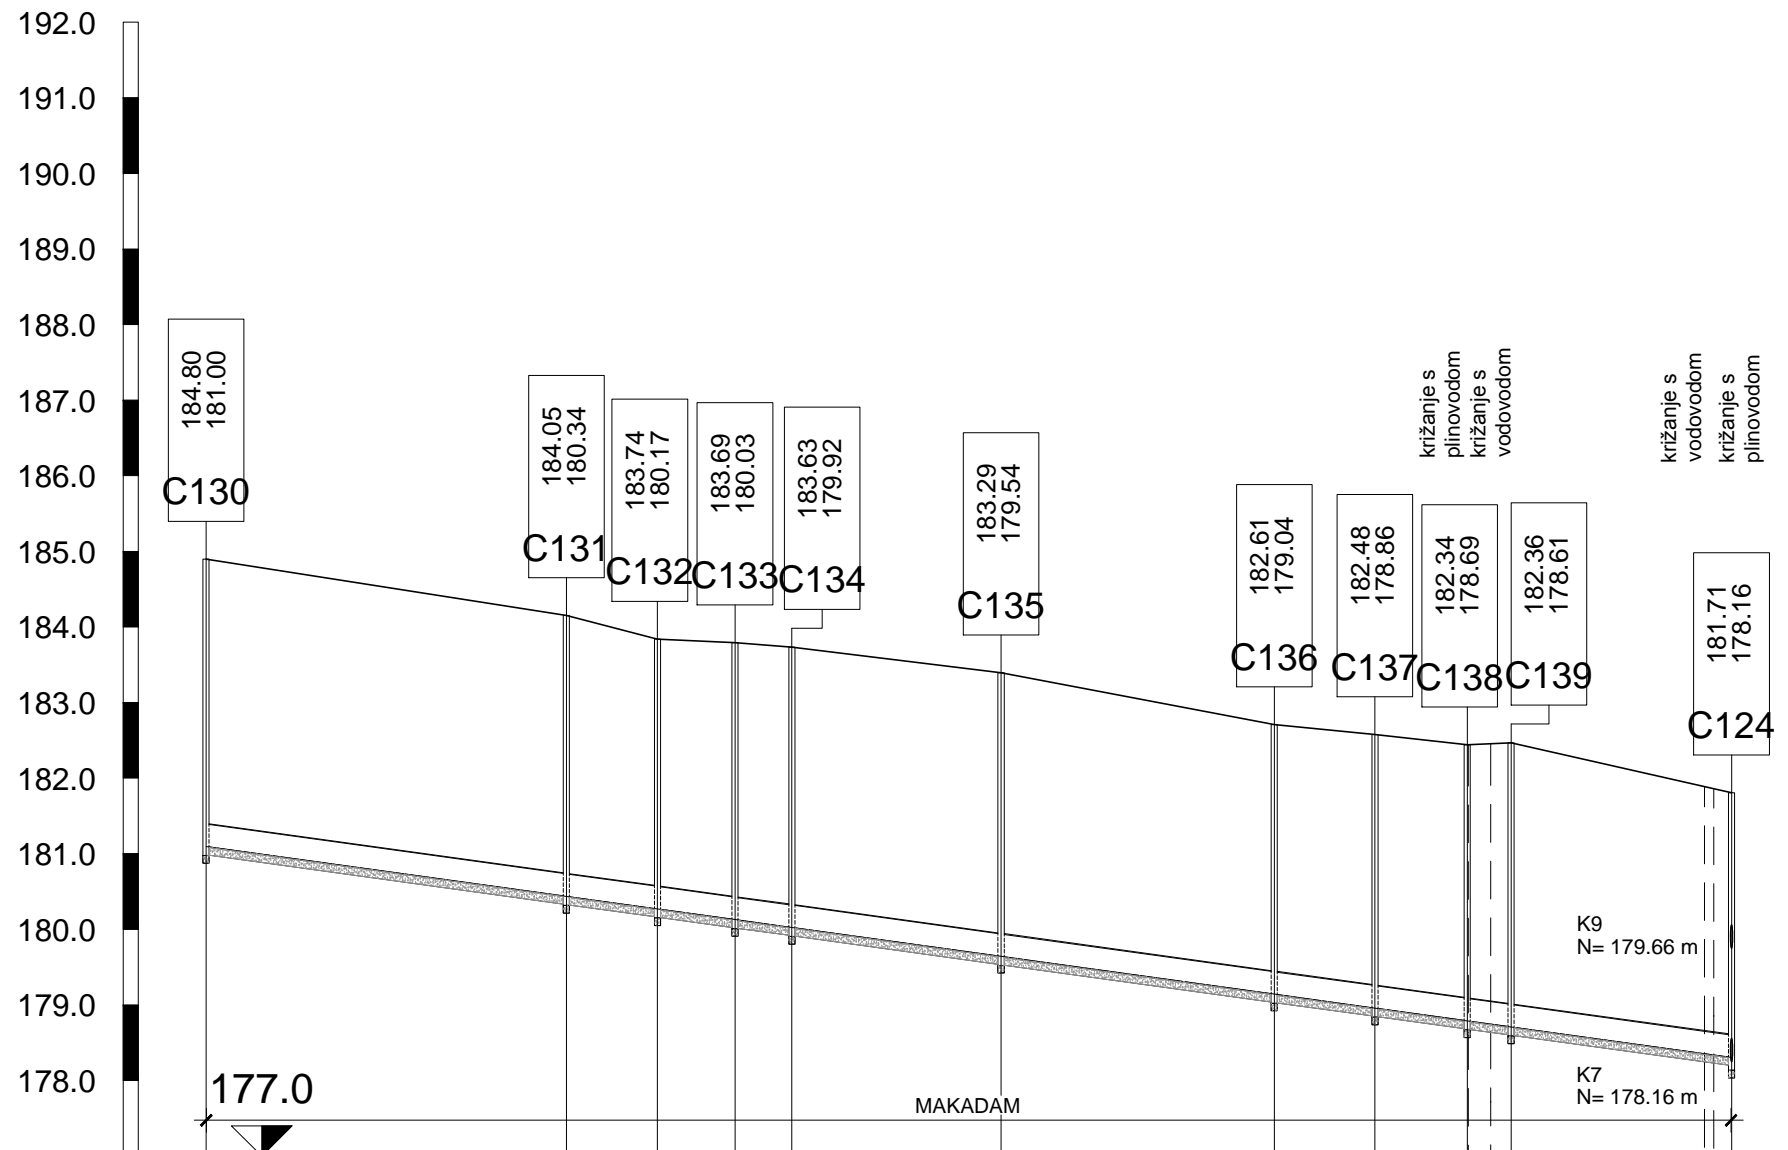 192.0
191.0
190.0
189.0
188.0
187.0
186.0
185.0
184.0
183.0
182.0
181.0
180.0
179.0
178.0
184.80
181.00
C130
184.05
180.34
C131
183.74
180.17
C132
183.69
180.03
C133
183.63
179.92
C134
183.29
179.54
C135
182.61
179.04
C136
182.48
178.86
C137
križanje s
plinovodom
križanje s
vodovodom
182.34
178.69
C138
182.36
178.61
C139
križanje s
vodovodom
križanje s
plinovodom
181.71
178.16
C124
K9
N= 179.66 m
K7
N= 178.16 m
177.0
MAKADAM